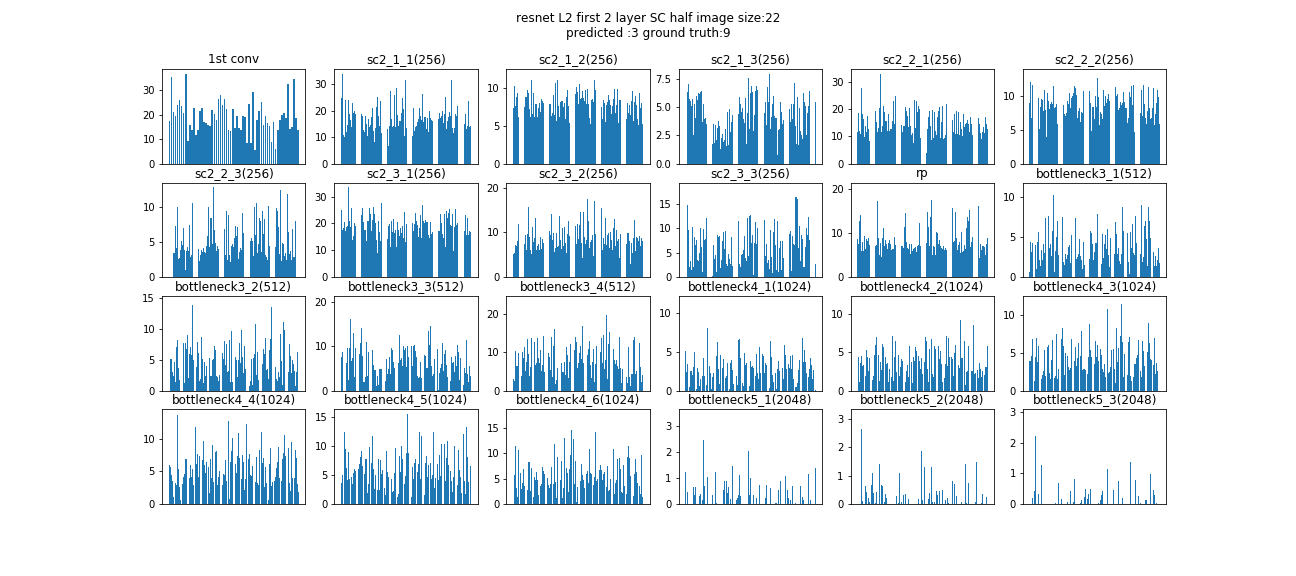 resnet L2 first 2 layer SC half image size:22
predicted :3 ground truth:9
1st conv sc2_1_1(256) sc2_1_2(256) sc2_1_3(256) sc2_2_1(256) sc2_2_2(256)
30 20 10 0
30 20 10 0
10 5 0
7.5 5.0 2.5 0.0
30 20 10 0
10 5 0
sc2_2_3(256) sc2_3_1(256) sc2_3_2(256) sc2_3_3(256) rp bottleneck3_1(512)
10 5 0
30 20 10 0
20 10 0
15 10 5 0
20 10 0
10 5 0
bottleneck3_2(512) bottleneck3_3(512) bottleneck3_4(512) bottleneck4_1(1024) bottleneck4_2(1024) bottleneck4_3(1024)
15 10 5 0
20 10 0
20 10 0
10 5 0
10 5 0
10 5 0
bottleneck4_4(1024) bottleneck4_5(1024) bottleneck4_6(1024) bottleneck5_1(2048) bottleneck5_2(2048) bottleneck5_3(2048)
10 5 0
15 10 5 0
15 10 5 0
3 2 1 0
3 2 1 0
3 2 1 0